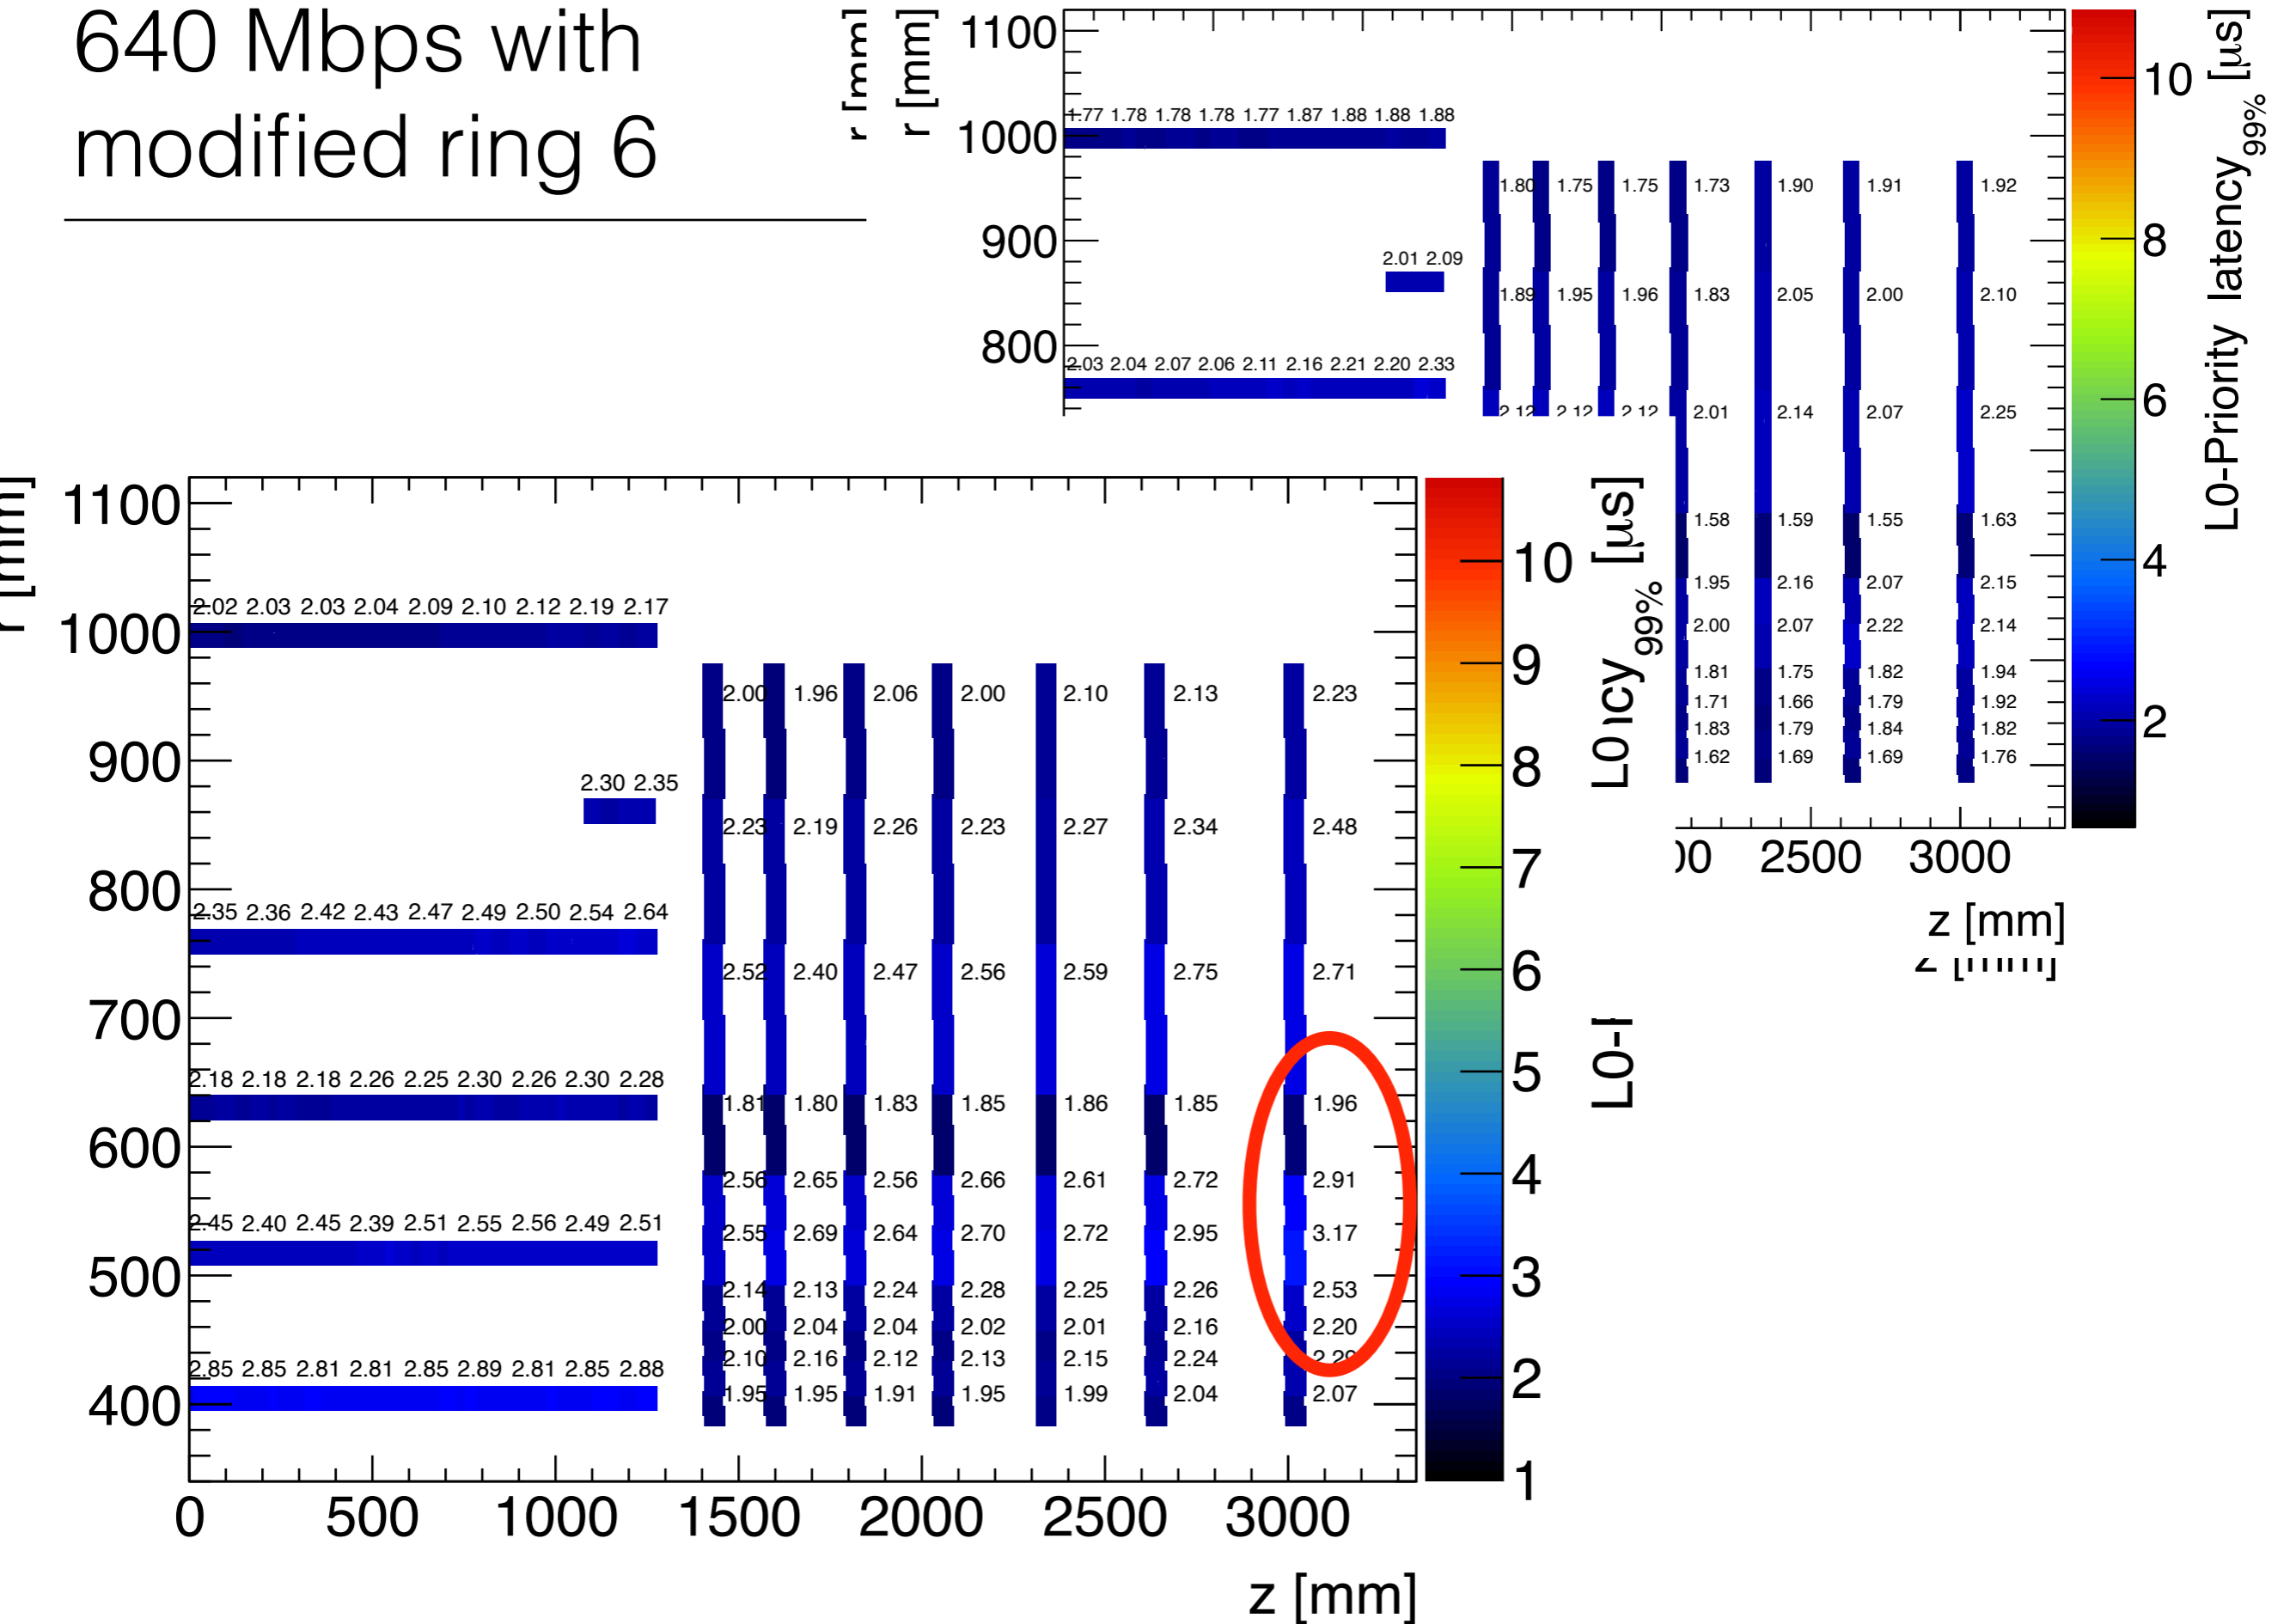 640 Mbps with
modified ring 6
r [mm]
1100
1000
900
800
1.77 1.78 1.78 1.78 1.77 1.87 1.88 1.88 1.88
1.80 1.75 1.75 1.73 1.90 1.91 1.92
2.01 2.09
1.89 1.95 1.96 1.83 2.05 2.00 2.10
2.03 2.04 2.07 2.06 2.11 2.16 2.21 2.20 2.33
2.12 2.12 2.12 2.01 2.14 2.07 2.25
1.58 1.59 1.55 1.63
1.95 2.16 2.07 2.15
2.00 2.07 2.22 2.14
1.81 1.75 1.82 1.94
1.71 1.66 1.79 1.92
1.83 1.79 1.84 1.82
1.62 1.69 1.69 1.76
2500 3000
z [mm]
10
8
6
4
2
L0-Priority latency99% [μs]
r [mm]
1100
1000
900
800
700
600
500
400
2.02 2.03 2.03 2.04 2.09 2.10 2.12 2.19 2.17
2.00 1.96 2.06 2.00 2.10 2.13 2.23
2.30 2.35
2.23 2.19 2.26 2.23 2.27 2.34 2.48
2.35 2.36 2.42 2.43 2.47 2.49 2.50 2.54 2.64
2.52 2.40 2.47 2.56 2.59 2.75 2.71
2.18 2.18 2.18 2.26 2.25 2.30 2.26 2.30 2.28
1.81 1.80 1.83 1.85 1.86 1.85 1.96
2.56 2.65 2.56 2.66 2.61 2.72 2.91
2.45 2.40 2.45 2.39 2.51 2.55 2.56 2.49 2.51
2.55 2.69 2.64 2.70 2.72 2.95 3.17
2.14 2.13 2.24 2.28 2.25 2.26 2.53
2.00 2.04 2.04 2.02 2.01 2.16 2.20
2.10 2.16 2.12 2.13 2.15 2.24 2.29
2.85 2.85 2.81 2.81 2.85 2.89 2.81 2.85 2.88
1.95 1.95 1.91 1.95 1.99 2.04 2.07
0 500 1000 1500 2000 2500 3000
z [mm]
10
9
8
7
6
5
4
3
2
1
99% [μs]
L0